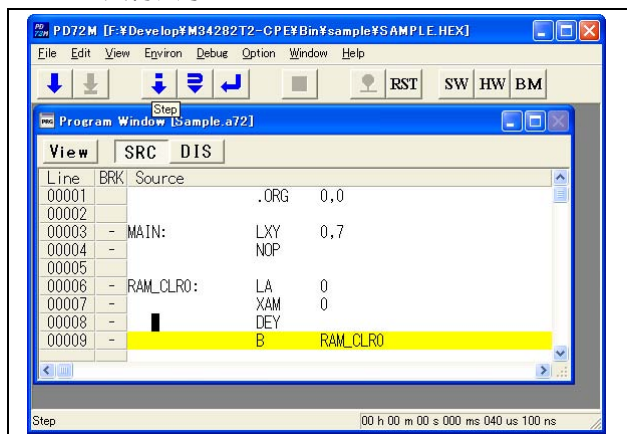 PD72M [F:¥Develop¥M34282T2-CPE¥Bin¥sample¥SAMPLE.HEX]
File Edit View Environ Debug Option Window Help
RST SW HW BM
Step
Program Window [Sample.a72]
View SRC DIS
Line BRK Source
00001 .ORG 0,0
00002
00003 - MAIN: LXY 0,7
00004 - NOP
00005
00006 - RAM_CLR0: LA 0
00007 - XAM 0
00008 - DEY
00009 - B RAM_CLR0
Step 00 h 00 m 00 s 000 ms 040 us 100 ns